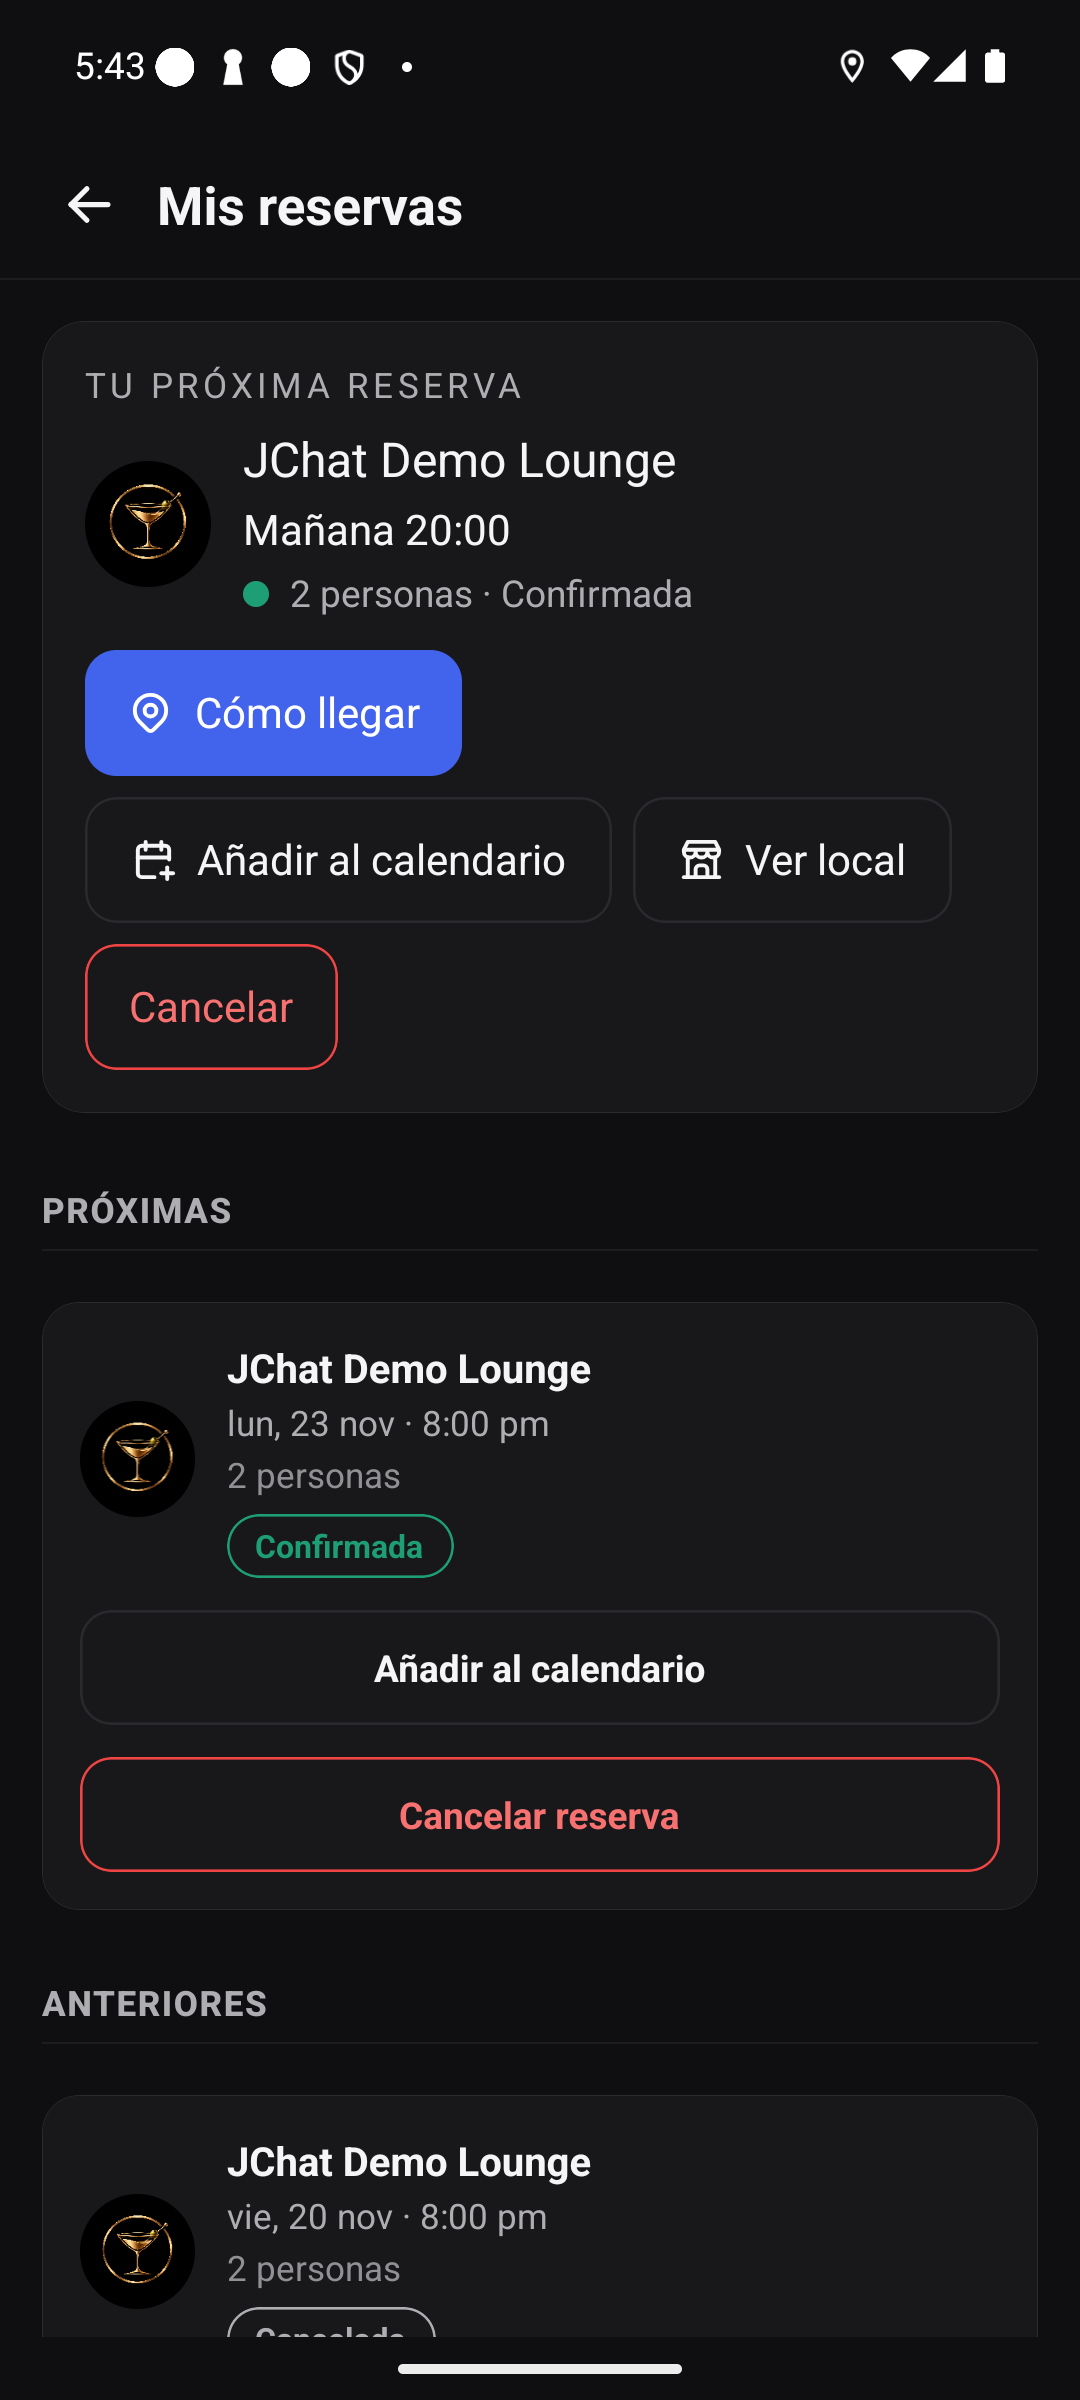 5:43
Mis reservas
TU PRÓXIMA RESERVA
JChat Demo Lounge
Mañana 20:00
2 personas · Confirmada
Cómo llegar
Añadir al calendario
Ver local
Cancelar
PRÓXIMAS
JChat Demo Lounge
lun, 23 nov · 8:00 pm
2 personas
Confirmada
Añadir al calendario
Cancelar reserva
ANTERIORES
JChat Demo Lounge
vie, 20 nov · 8:00 pm
2 personas
Cancelada